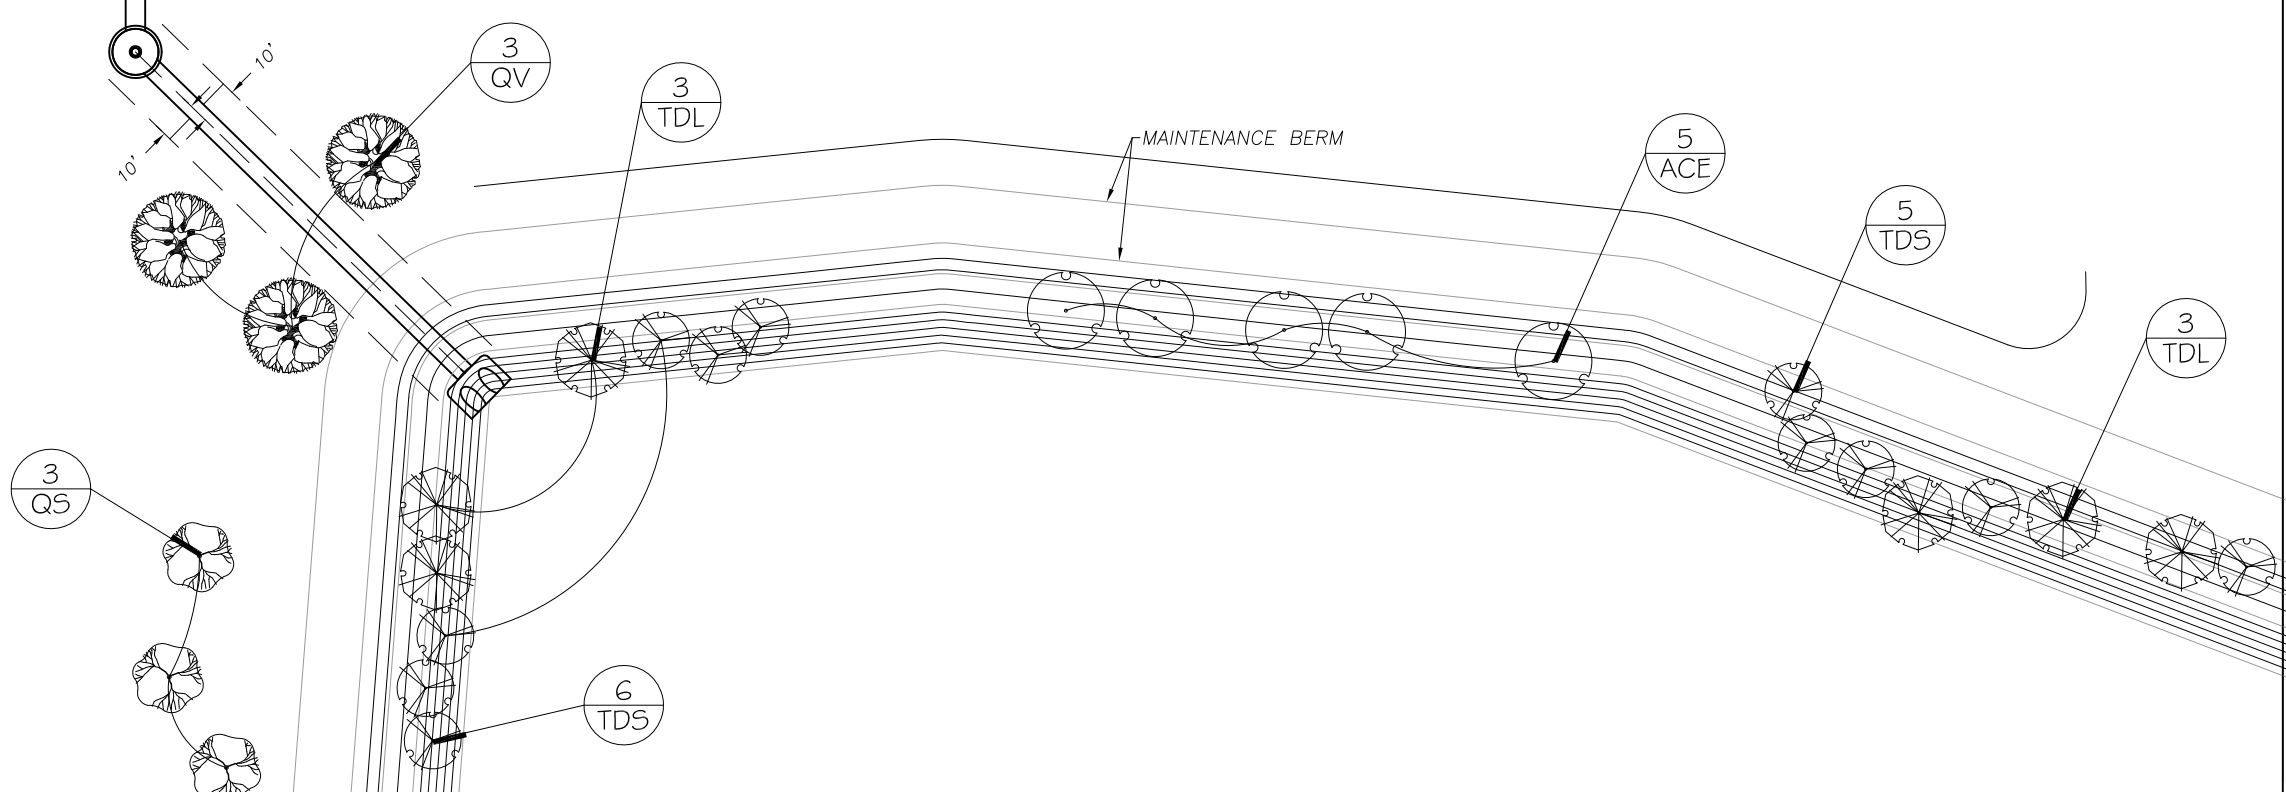 10'
10'
3
QV
3
TDL
MAINTENANCE BERM
5
ACE
5
TDS
3
TDL
3
QS
6
TDS